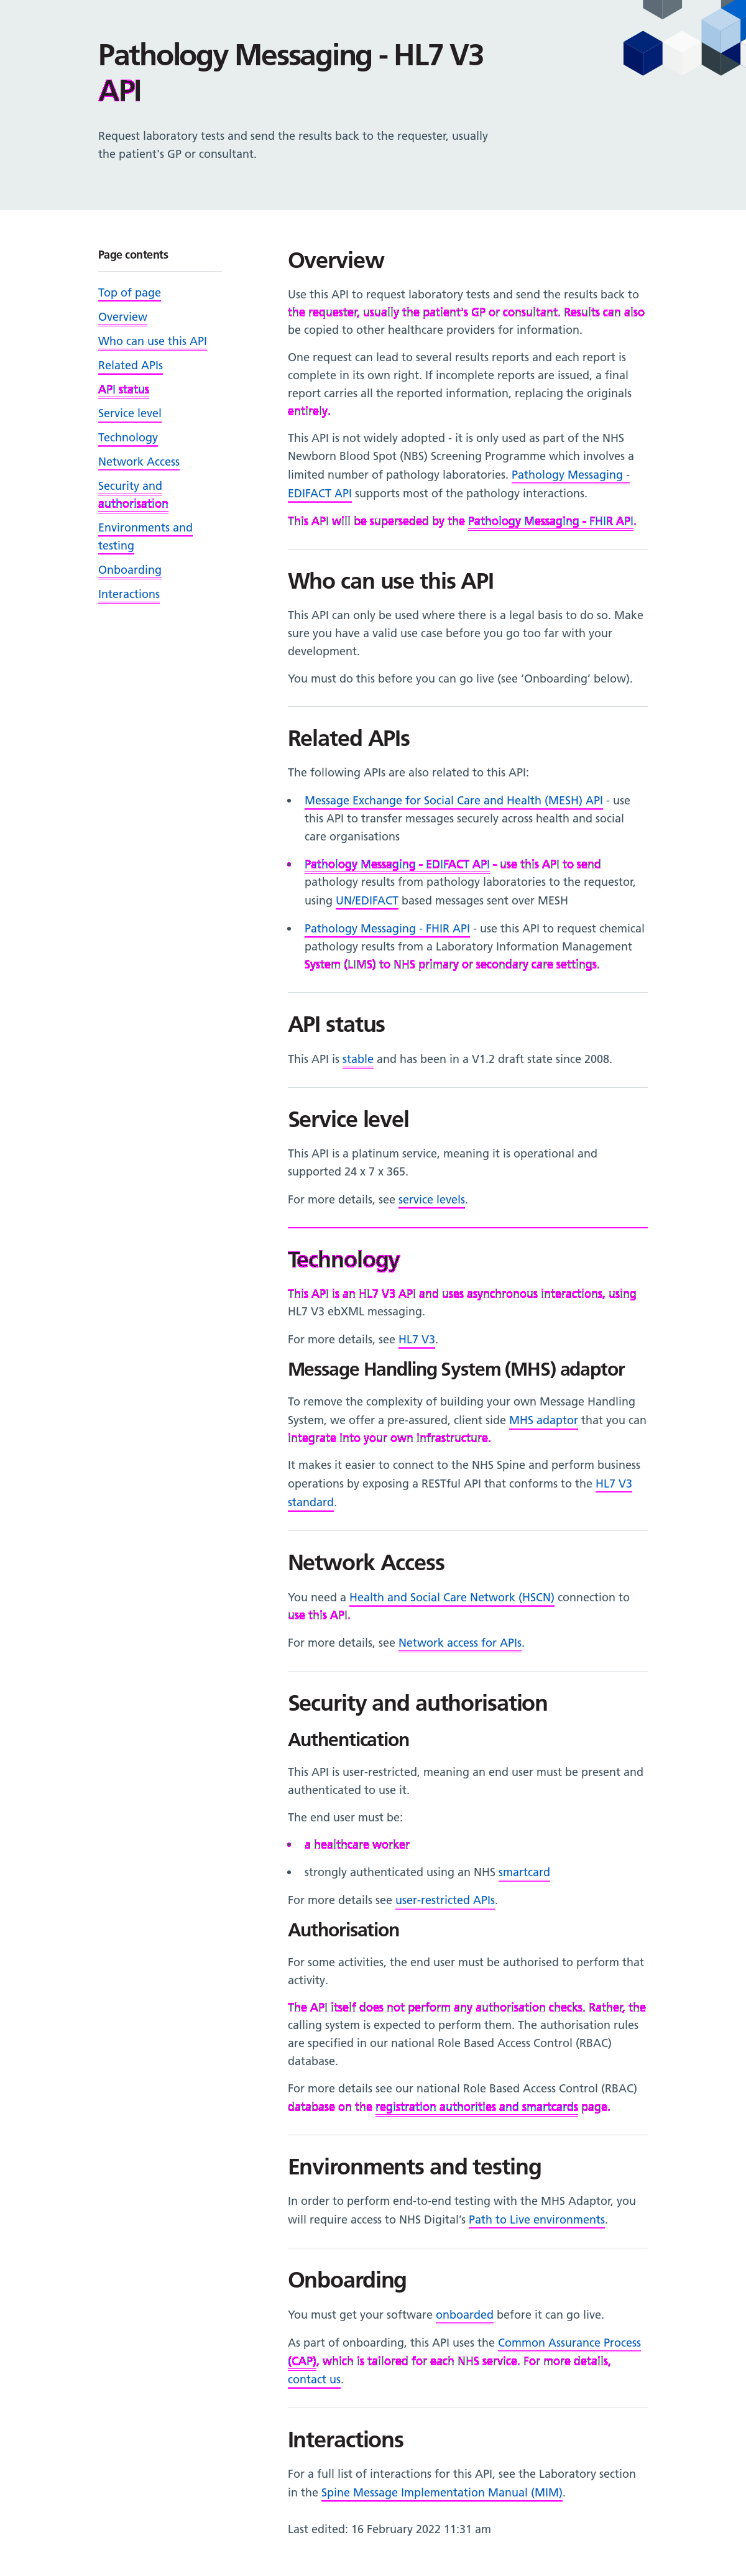 Pathology Messaging - HL7 V3
API
Request laboratory tests and send the results back to the requester, usually
the patient's GP or consultant.
Page contents
Top of page
Overview
Who can use this API
Related APIs
API status
Service level
Technology
Network Access
Security and
authorisation
Environments and
testing
Onboarding
Interactions
Overview
Use this API to request laboratory tests and send the results back to
the requester, usually the patient's GP or consultant. Results can also
be copied to other healthcare providers for information.
One request can lead to several results reports and each report is
complete in its own right. If incomplete reports are issued, a final
report carries all the reported information, replacing the originals
entirely.
This API is not widely adopted - it is only used as part of the NHS
Newborn Blood Spot (NBS) Screening Programme which involves a
limited number of pathology laboratories. Pathology Messaging -
EDIFACT API supports most of the pathology interactions.
This API will be superseded by the Pathology Messaging - FHIR API.
Who can use this API
This API can only be used where there is a legal basis to do so. Make
sure you have a valid use case before you go too far with your
development.
You must do this before you can go live (see ‘Onboarding’ below).
Related APIs
The following APIs are also related to this API:
• Message Exchange for Social Care and Health (MESH) API - use
this API to transfer messages securely across health and social
care organisations
• Pathology Messaging - EDIFACT API - use this API to send
pathology results from pathology laboratories to the requestor,
using UN/EDIFACT based messages sent over MESH
• Pathology Messaging - FHIR API - use this API to request chemical
pathology results from a Laboratory Information Management
System (LIMS) to NHS primary or secondary care settings.
API status
This API is stable and has been in a V1.2 draft state since 2008.
Service level
This API is a platinum service, meaning it is operational and
supported 24 x 7 x 365.
For more details, see service levels.
Technology
This API is an HL7 V3 API and uses asynchronous interactions, using
HL7 V3 ebXML messaging.
For more details, see HL7 V3.
Message Handling System (MHS) adaptor
To remove the complexity of building your own Message Handling
System, we offer a pre-assured, client side MHS adaptor that you can
integrate into your own infrastructure.
It makes it easier to connect to the NHS Spine and perform business
operations by exposing a RESTful API that conforms to the HL7 V3
standard.
Network Access
You need a Health and Social Care Network (HSCN) connection to
use this API.
For more details, see Network access for APIs.
Security and authorisation
Authentication
This API is user-restricted, meaning an end user must be present and
authenticated to use it.
The end user must be:
• a healthcare worker
• strongly authenticated using an NHS smartcard
For more details see user-restricted APIs.
Authorisation
For some activities, the end user must be authorised to perform that
activity.
The API itself does not perform any authorisation checks. Rather, the
calling system is expected to perform them. The authorisation rules
are specified in our national Role Based Access Control (RBAC)
database.
For more details see our national Role Based Access Control (RBAC)
database on the registration authorities and smartcards page.
Environments and testing
In order to perform end-to-end testing with the MHS Adaptor, you
will require access to NHS Digital’s Path to Live environments.
Onboarding
You must get your software onboarded before it can go live.
As part of onboarding, this API uses the Common Assurance Process
(CAP), which is tailored for each NHS service. For more details,
contact us.
Interactions
For a full list of interactions for this API, see the Laboratory section
in the Spine Message Implementation Manual (MIM).
Last edited: 16 February 2022 11:31 am